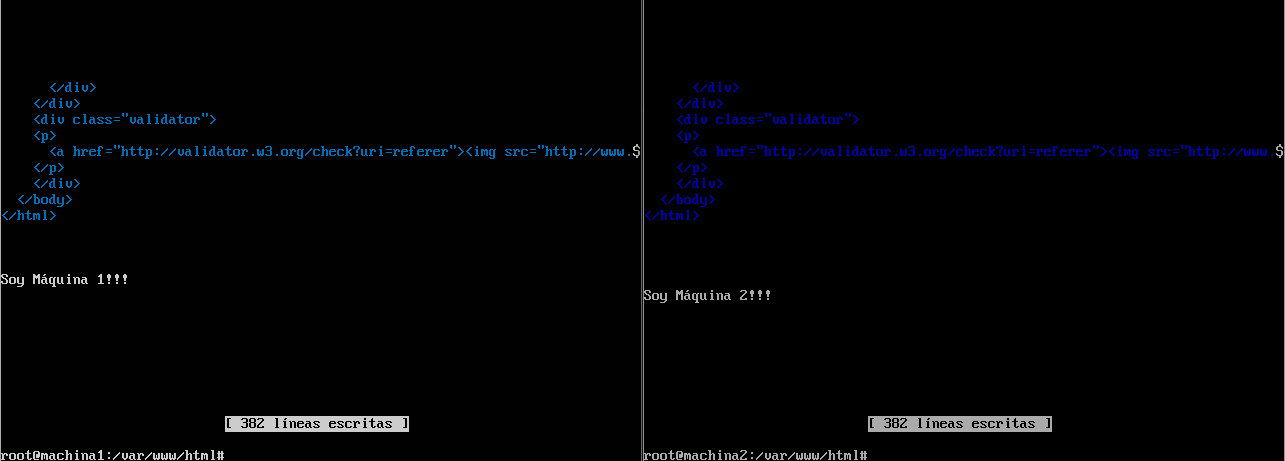 </div>
    </div>
    <div class="validator">
    <p>
      <a href="http://validator.w3.org/check?uri=referer"><img src="http://www.$
    </p>
    </div>
  </body>
</html>
Soy Máquina 1!!!
[ 382 líneas escritas ]
root@machina1:/var/www/html#
      </div>
    </div>
    <div class="validator">
    <p>
      <a href="http://validator.w3.org/check?uri=referer"><img src="http://www.$
    </p>
    </div>
  </body>
</html>
Soy Máquina 2!!!
[ 382 líneas escritas ]
root@machina2:/var/www/html#